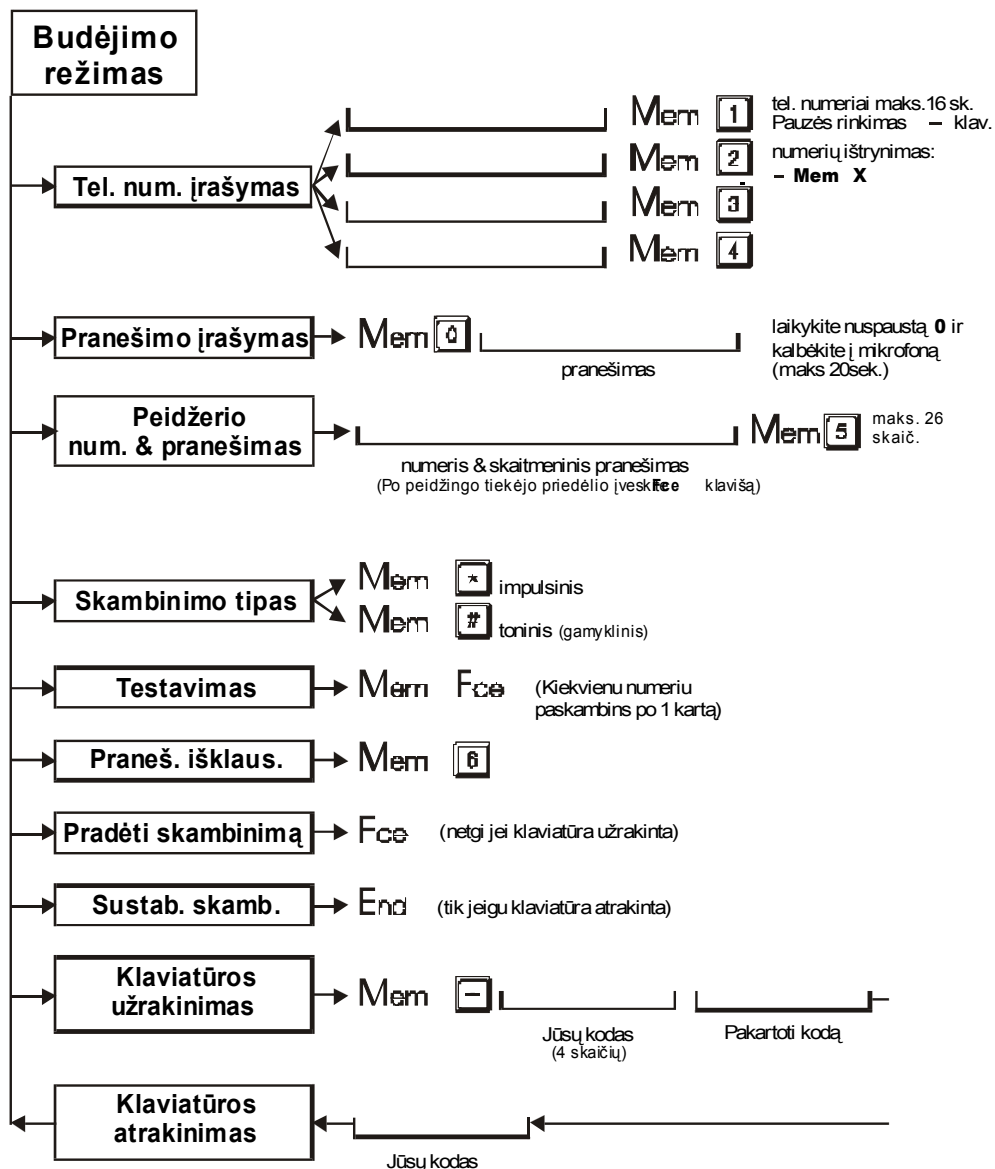 Budėjimo
režimas
Mem 1
tel. numeriai maks.16 sk.
Pauzės rinkimas – klav.
Mem 2
numerių ištrynimas:
– Mem X
Tel. num. įrašymas
Mem 3
Mem 4
Pranešimo įrašymas
Mem 0
pranešimas
laikykite nuspaustą 0 ir
kalbėkite į mikrofoną
(maks 20sek.)
Peidžerio
num. & pranešimas
Mem 5
maks. 26
skaič.
numeris & skaitmeninis pranešimas
(Po peidžingo tiekėjo priedėlio įveskite Fce klavišą)
Skambinimo tipas
Mem * impulsinis
Mem # toninis (gamyklinis)
Testavimas
Mem Fce
(Kiekvienu numeriu
paskambins po 1 kartą)
Praneš. išklaus.
Mem 6
Pradėti skambinimą
Fce (netgi jei klaviatūra užrakinta)
Sustab. skamb.
End (tik jeigu klaviatūra atrakinta)
Klaviatūros
užrakinimas
Mem –
Jūsų kodas
(4 skaičių)
Pakartoti kodą
Klaviatūros
atrakinimas
Jūsų kodas